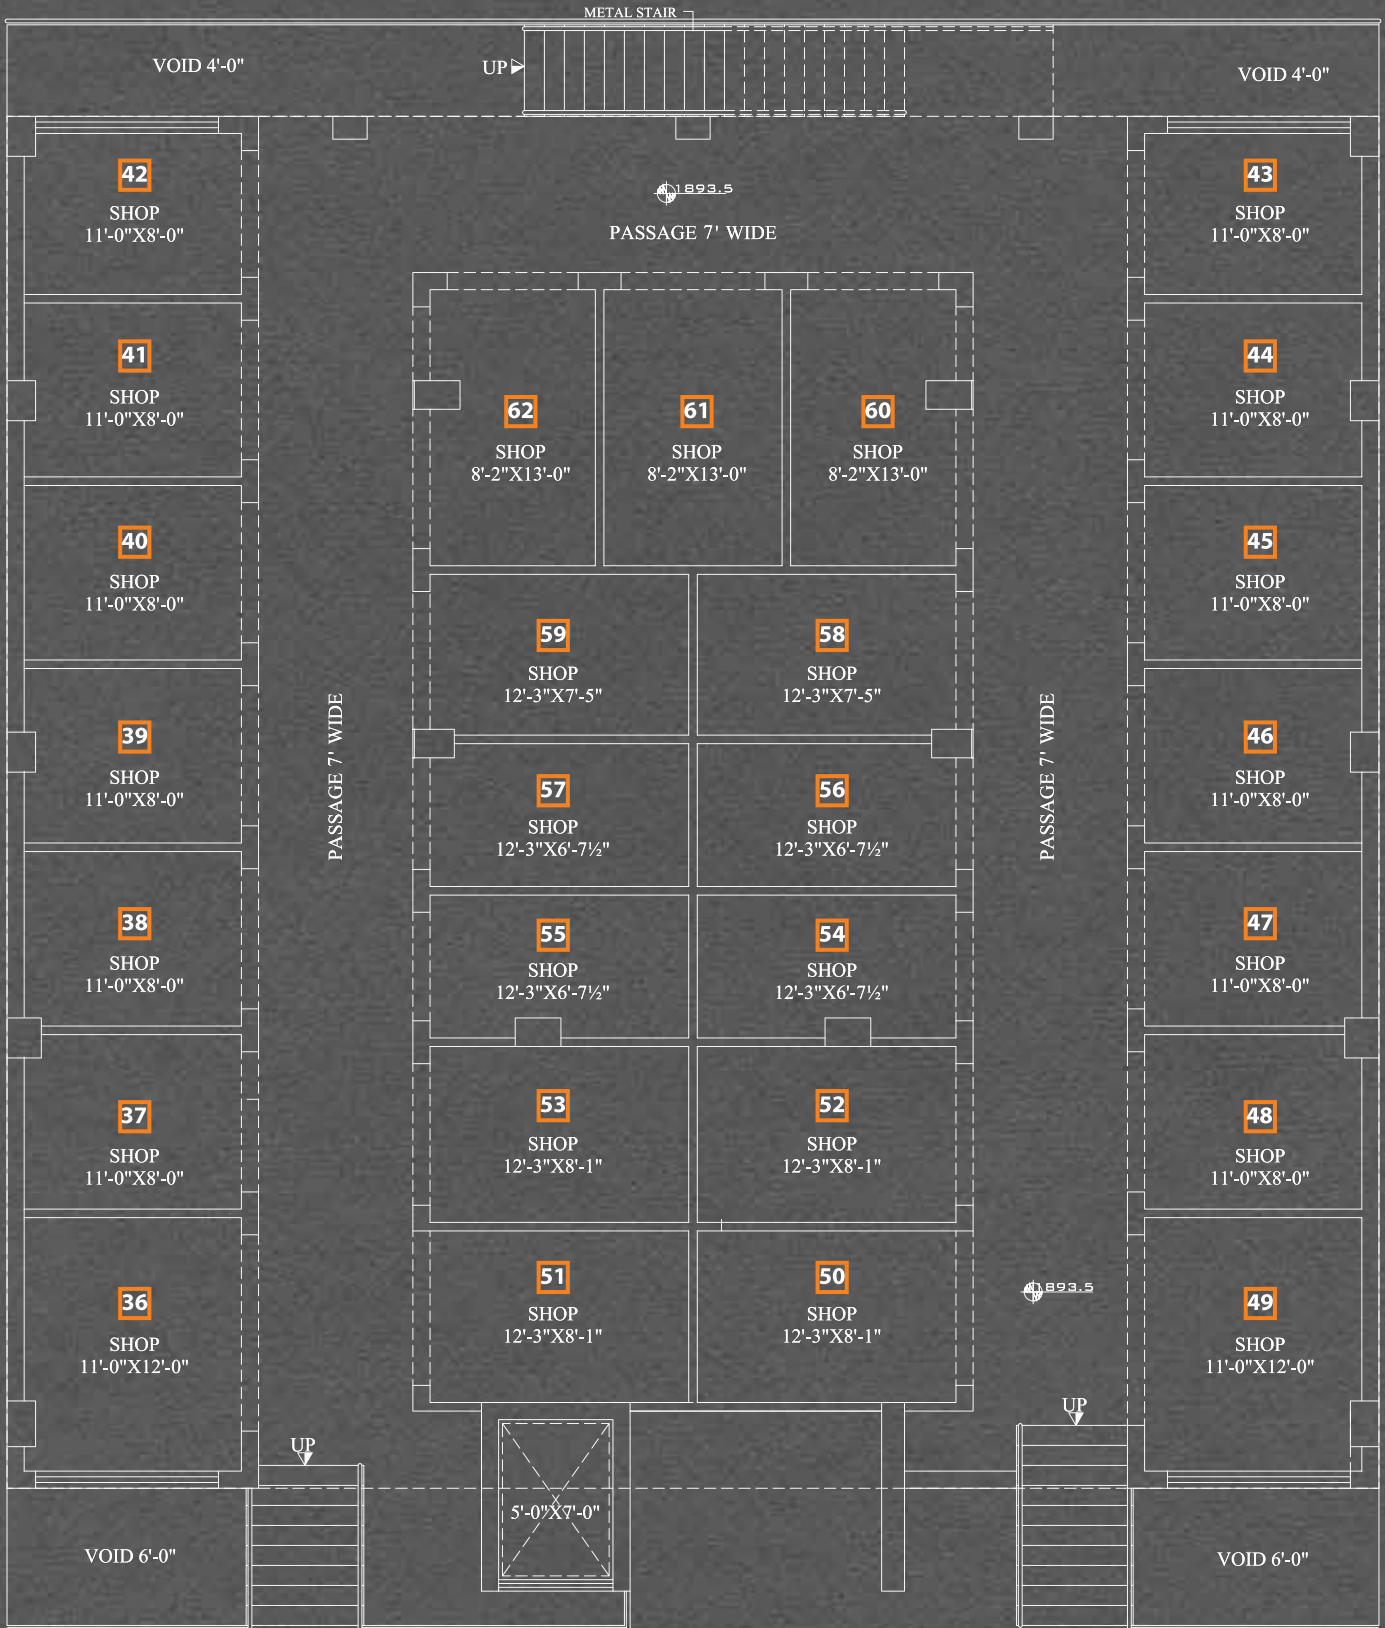 METAL STAIR
VOID 4'-0"
UP
VOID 4'-0"
42
SHOP
11'-0"X8'-0"
1893.5
PASSAGE 7' WIDE
43
SHOP
11'-0"X8'-0"
41
SHOP
11'-0"X8'-0"
44
SHOP
11'-0"X8'-0"
62
SHOP
8'-2"X13'-0"
61
SHOP
8'-2"X13'-0"
60
SHOP
8'-2"X13'-0"
40
SHOP
11'-0"X8'-0"
45
SHOP
11'-0"X8'-0"
59
SHOP
12'-3"X7'-5"
58
SHOP
12'-3"X7'-5"
39
SHOP
11'-0"X8'-0"
PASSAGE 7' WIDE
57
SHOP
12'-3"X6'-7½"
56
SHOP
12'-3"X6'-7½"
PASSAGE 7' WIDE
46
SHOP
11'-0"X8'-0"
38
SHOP
11'-0"X8'-0"
55
SHOP
12'-3"X6'-7½"
54
SHOP
12'-3"X6'-7½"
47
SHOP
11'-0"X8'-0"
37
SHOP
11'-0"X8'-0"
53
SHOP
12'-3"X8'-1"
52
SHOP
12'-3"X8'-1"
48
SHOP
11'-0"X8'-0"
36
SHOP
11'-0"X12'-0"
51
SHOP
12'-3"X8'-1"
50
SHOP
12'-3"X8'-1"
1893.5
49
SHOP
11'-0"X12'-0"
UP
UP
5'-0"X7'-0"
VOID 6'-0"
VOID 6'-0"